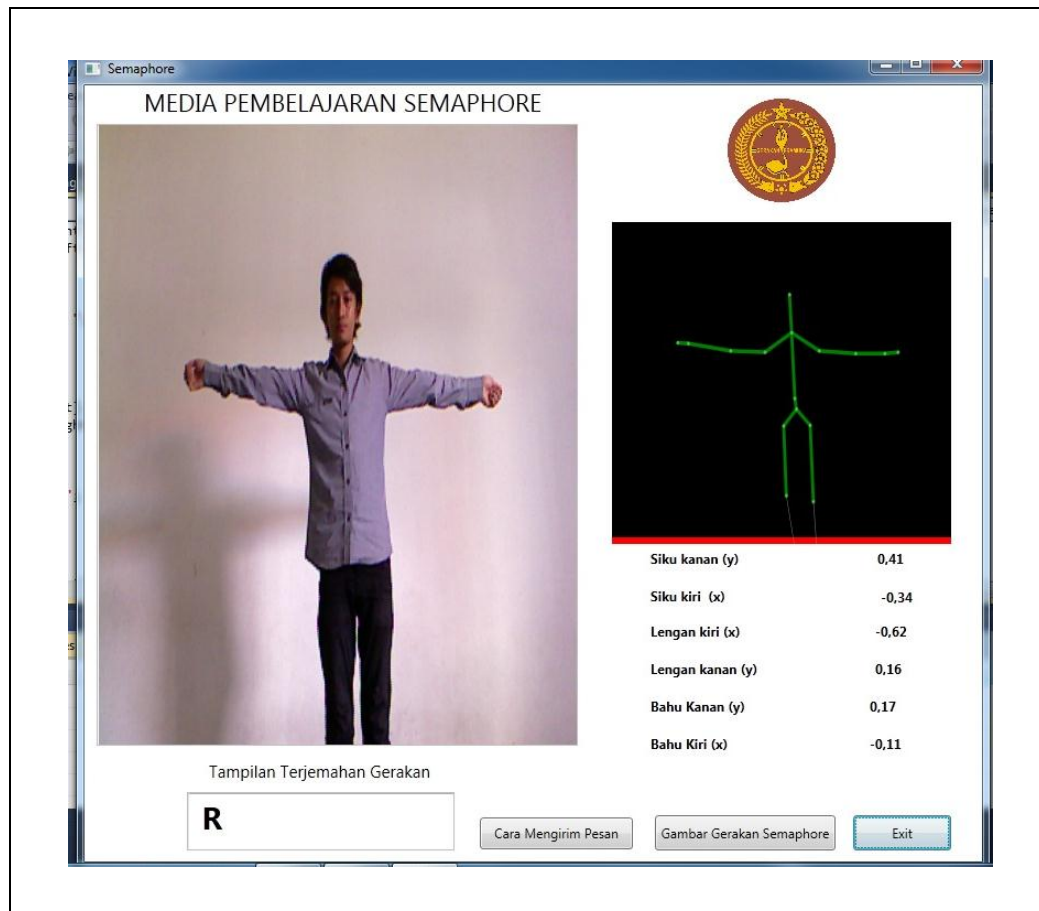 Semaphore
MEDIA PEMBELAJARAN SEMAPHORE
Siku kanan (y) 0,41
Siku kiri (x) -0,34
Lengan kiri (x) -0,62
Lengan kanan (y) 0,16
Bahu Kanan (y) 0,17
Bahu Kiri (x) -0,11
Tampilan Terjemahan Gerakan
R
Cara Mengirim Pesan
Gambar Gerakan Semaphore
Exit